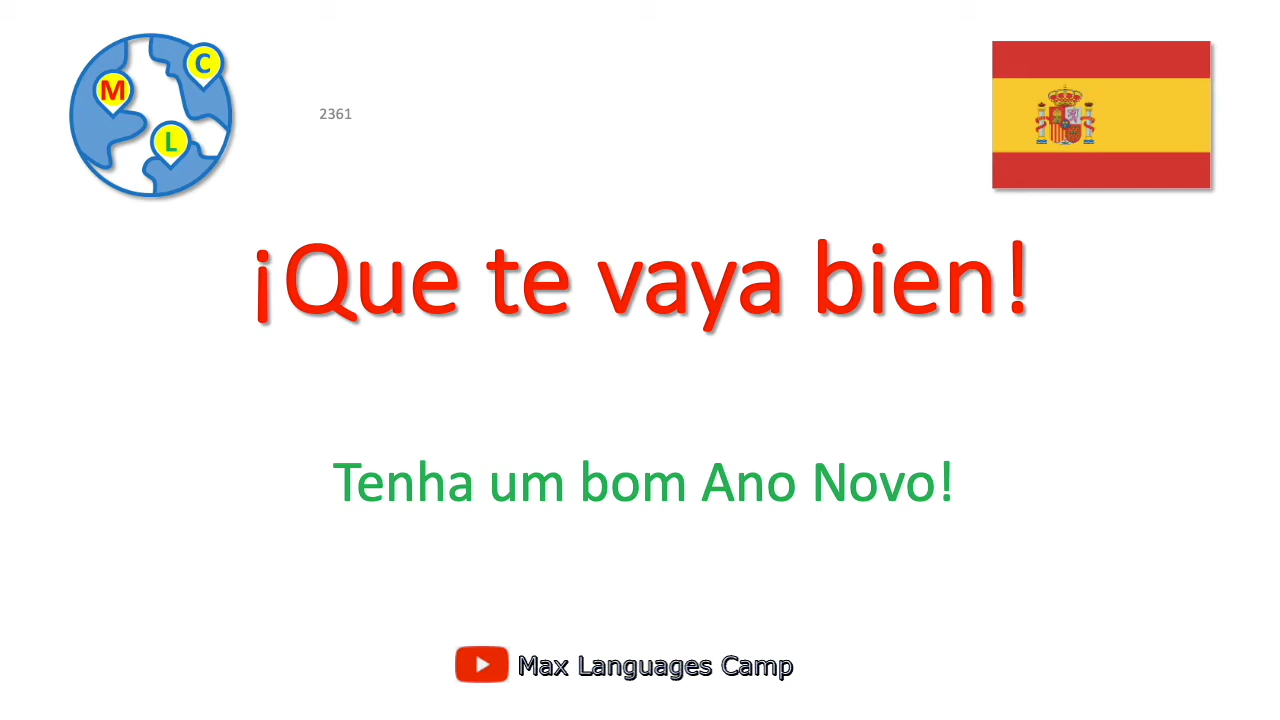 M
C
L
2361
¡Que te vaya bien!
Tenha um bom Ano Novo!
Max Languages Camp